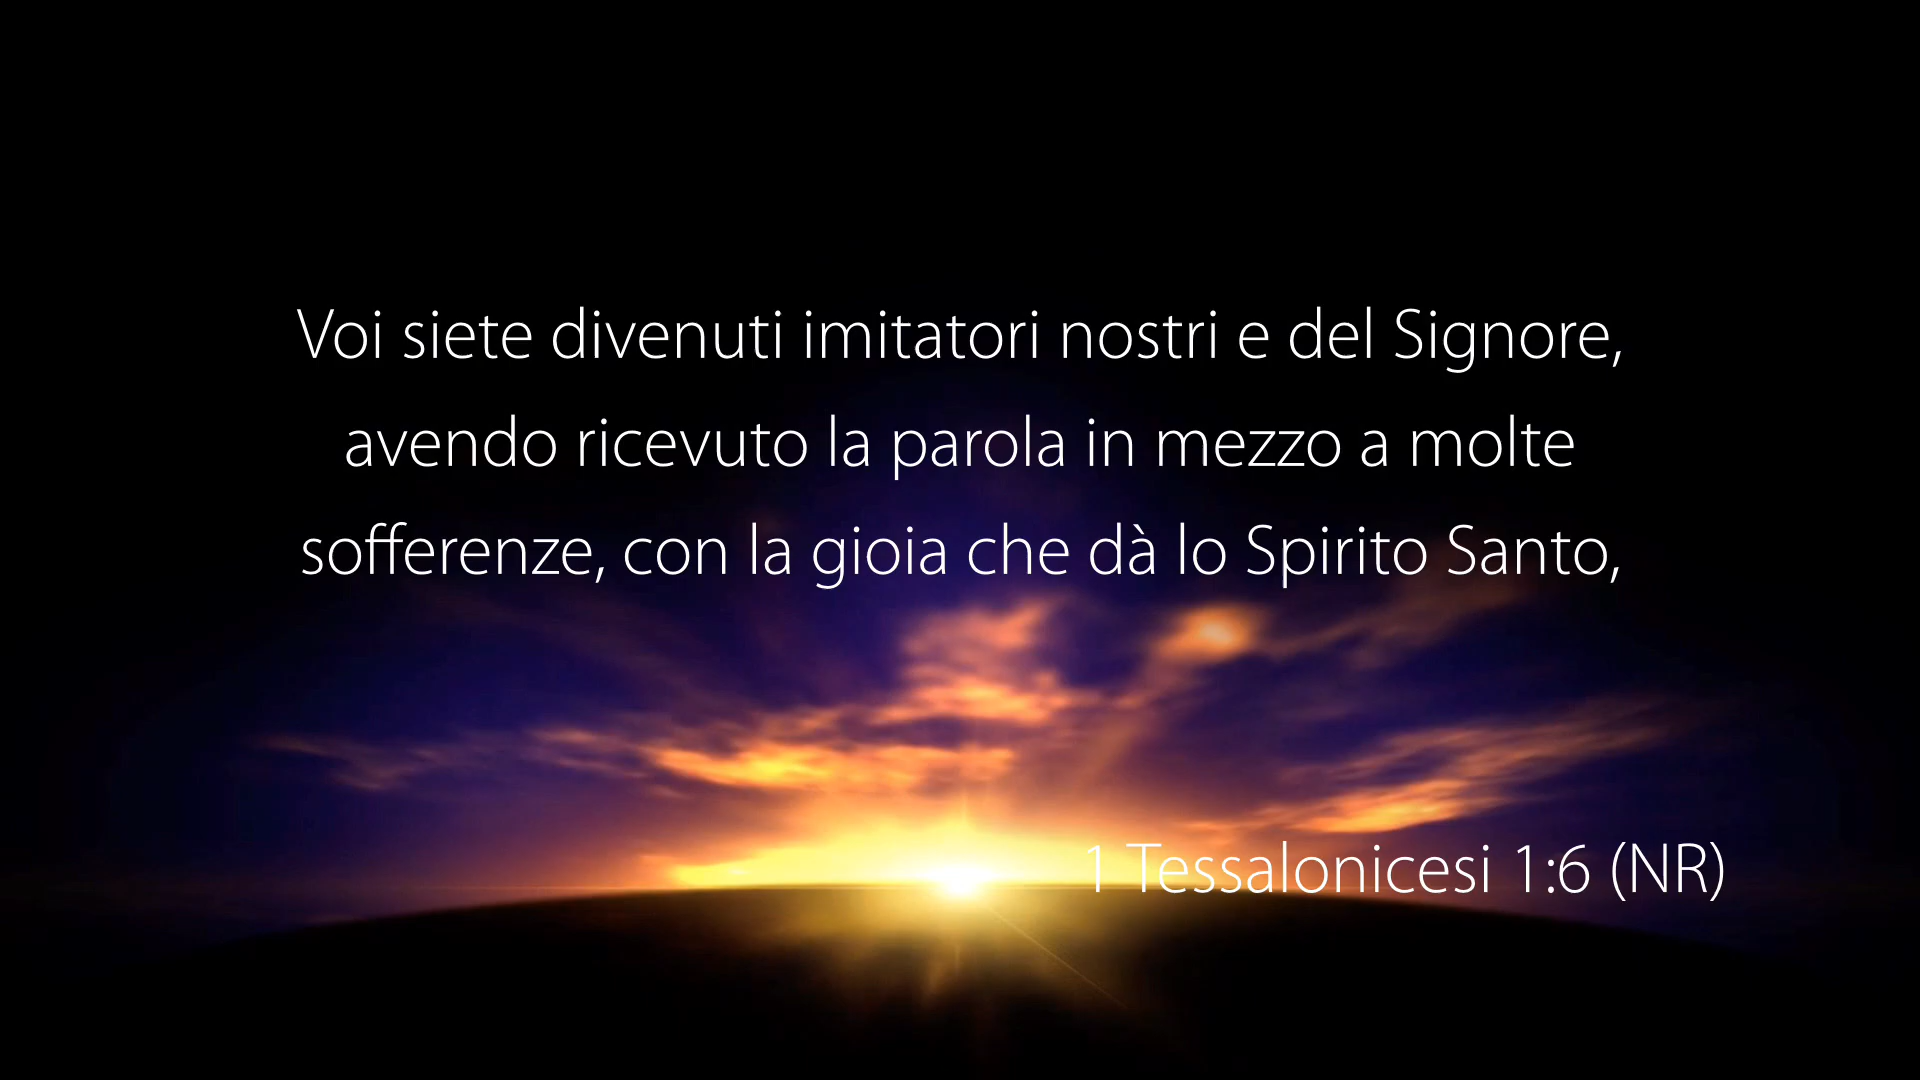 Voi siete divenuti imitatori nostri e del Signore,
avendo ricevuto la parola in mezzo a molte
sofferenze, con la gioia che dà lo Spirito Santo,
1 Tessalonicesi 1:6 (NR)